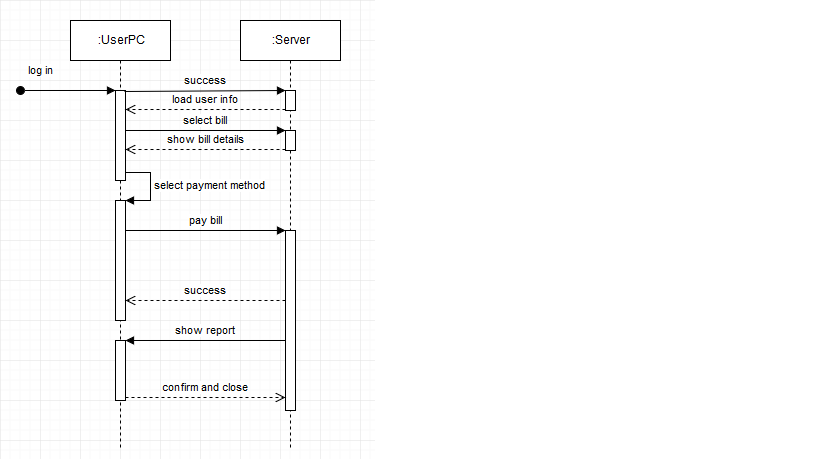 :UserPC
:Server
log in
success
load user info
select bill
show bill details
select payment method
pay bill
success
show report
confirm and close